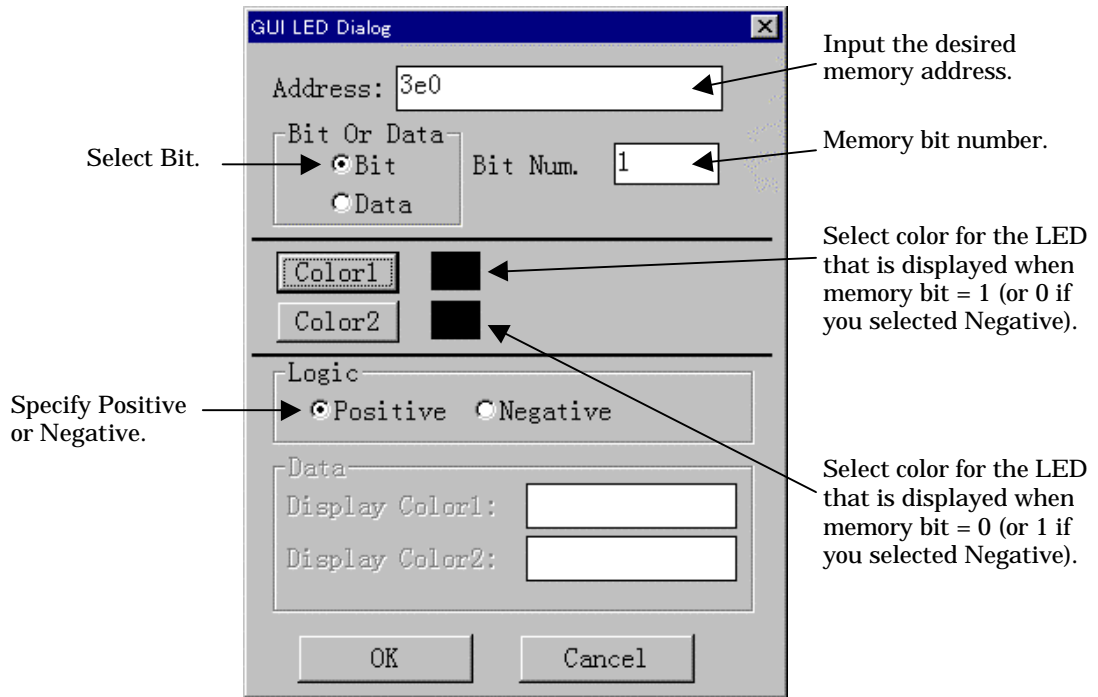 GUI LED Dialog
Input the desired
memory address.
Address: 3e0
Bit Or Data
Select Bit.
Bit
Bit Num. 1
Memory bit number.
Data
Select color for the LED
that is displayed when
memory bit = 1 (or 0 if
you selected Negative).
Color1
Color2
Logic
Specify Positive
or Negative.
Positive Negative
Data
Display Color1:
Display Color2:
Select color for the LED
that is displayed when
memory bit = 0 (or 1 if
you selected Negative).
OK Cancel